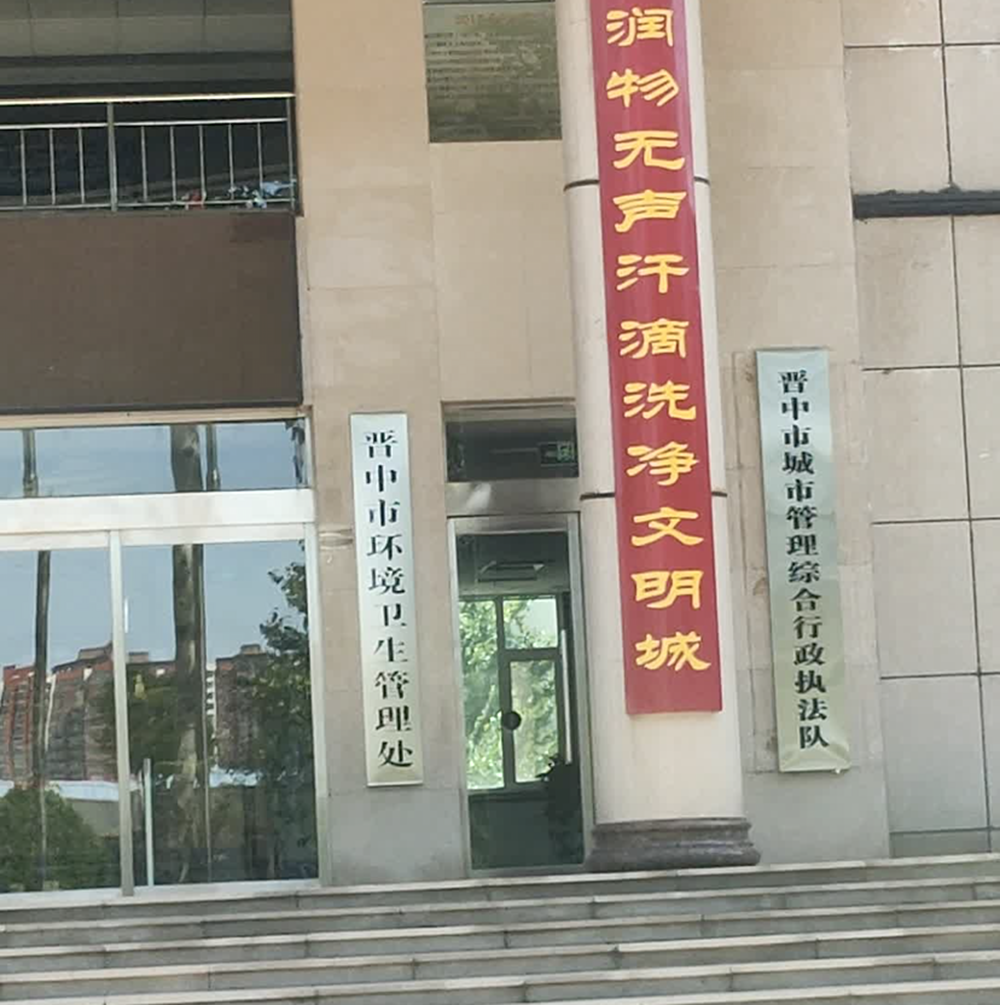 润物无声汗滴洗净文明城
晋中市环境卫生管理处
晋中市城市管理综合行政执法队